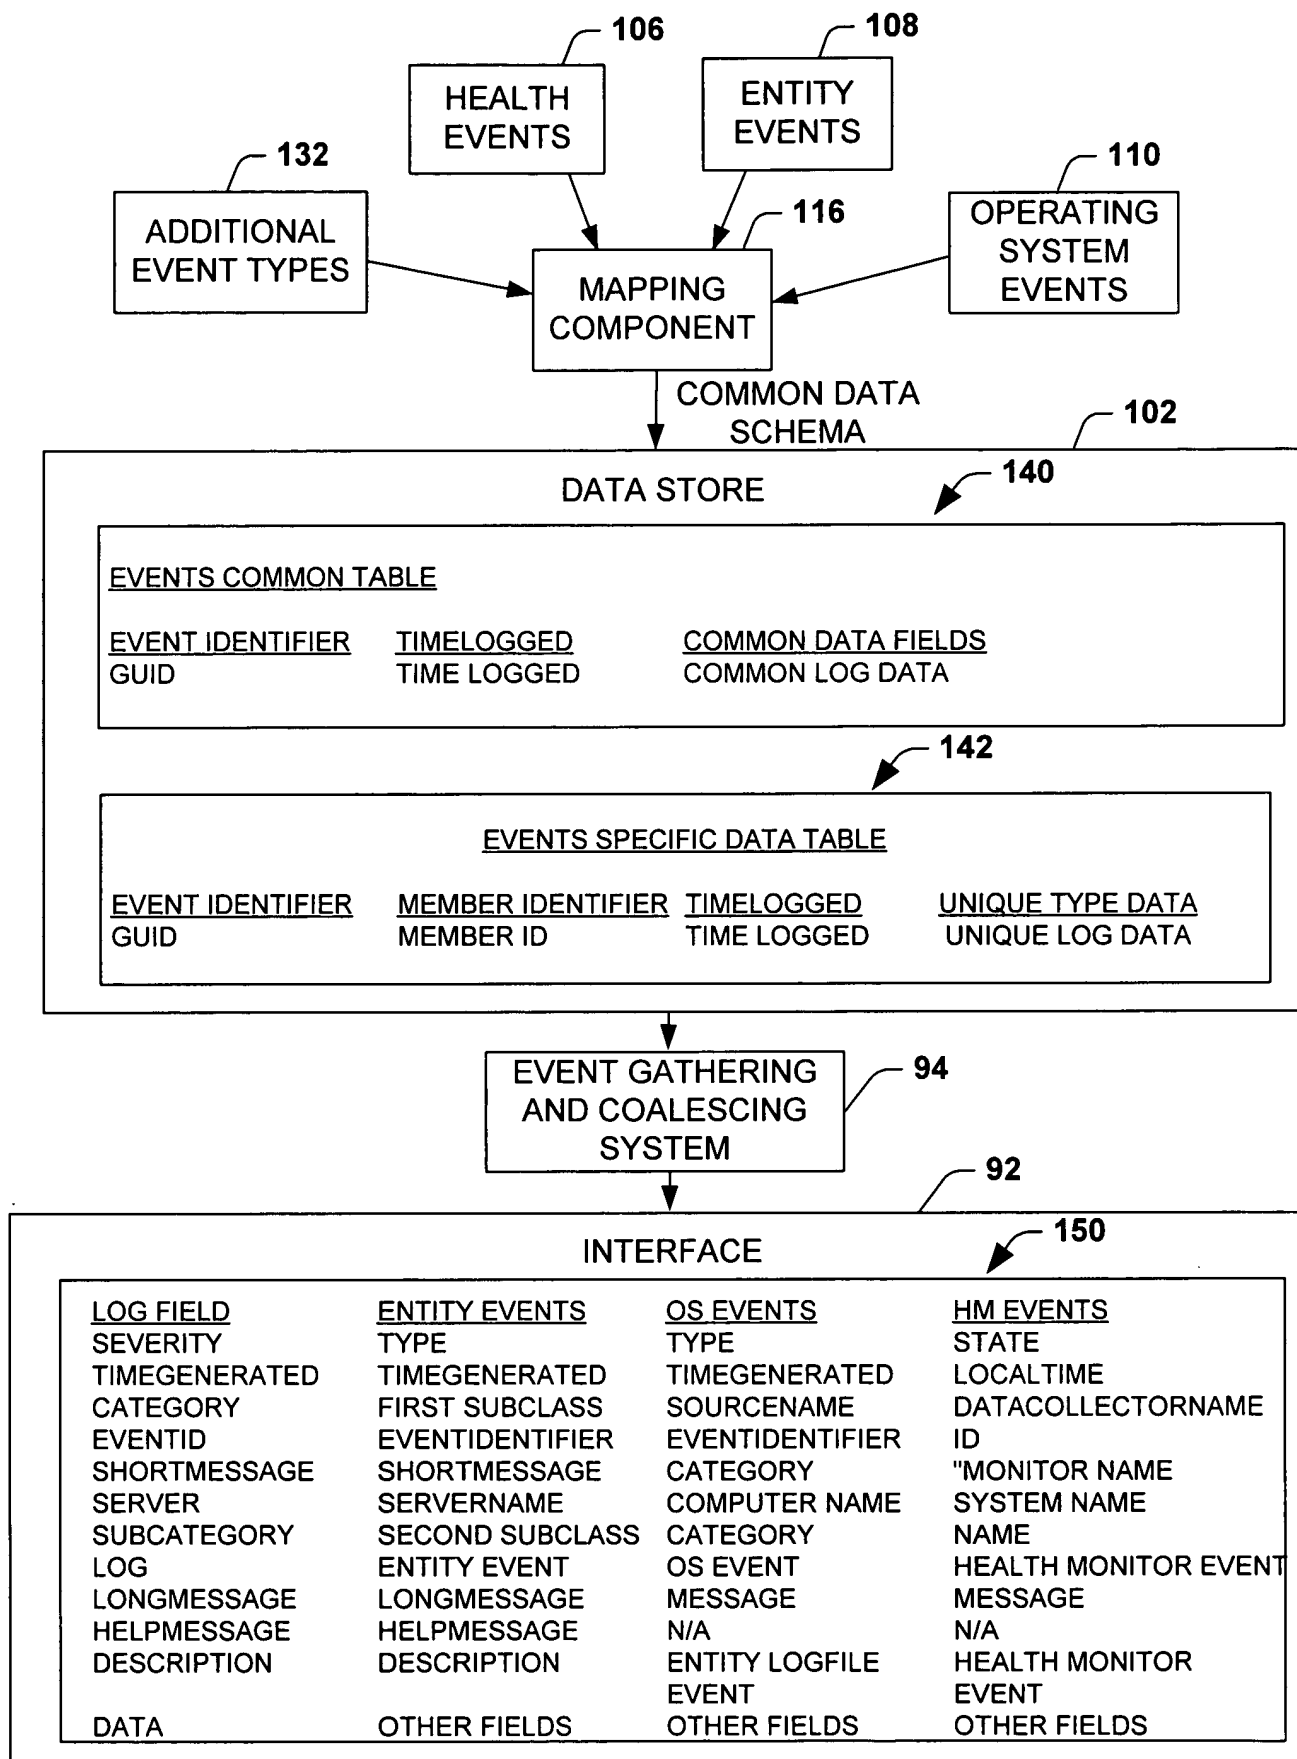 106
108
HEALTH
EVENTS
ENTITY
EVENTS
132
110
ADDITIONAL
EVENT TYPES
116
OPERATING
SYSTEM
EVENTS
MAPPING
COMPONENT
COMMON DATA
SCHEMA
102
DATA STORE
140
EVENTS COMMON TABLE
EVENT IDENTIFIER TIMELOGGED COMMON DATA FIELDS
GUID TIME LOGGED COMMON LOG DATA
142
EVENTS SPECIFIC DATA TABLE
EVENT IDENTIFIER MEMBER IDENTIFIER TIMELOGGED UNIQUE TYPE DATA
GUID MEMBER ID TIME LOGGED UNIQUE LOG DATA
EVENT GATHERING
AND COALESCING
SYSTEM
94
92
INTERFACE
150
LOG FIELD ENTITY EVENTS OS EVENTS HM EVENTS
SEVERITY TYPE TYPE STATE
TIMEGENERATED TIMEGENERATED TIMEGENERATED LOCALTIME
CATEGORY FIRST SUBCLASS SOURCENAME DATACOLLECTORNAME
EVENTID EVENTIDENTIFIER EVENTIDENTIFIER ID
SHORTMESSAGE SHORTMESSAGE CATEGORY "MONITOR NAME
SERVER SERVERNAME COMPUTER NAME SYSTEM NAME
SUBCATEGORY SECOND SUBCLASS CATEGORY NAME
LOG ENTITY EVENT OS EVENT HEALTH MONITOR EVENT
LONGMESSAGE LONGMESSAGE MESSAGE MESSAGE
HELPMESSAGE HELPMESSAGE N/A N/A
DESCRIPTION DESCRIPTION ENTITY LOGFILE HEALTH MONITOR
EVENT EVENT
DATA OTHER FIELDS OTHER FIELDS OTHER FIELDS